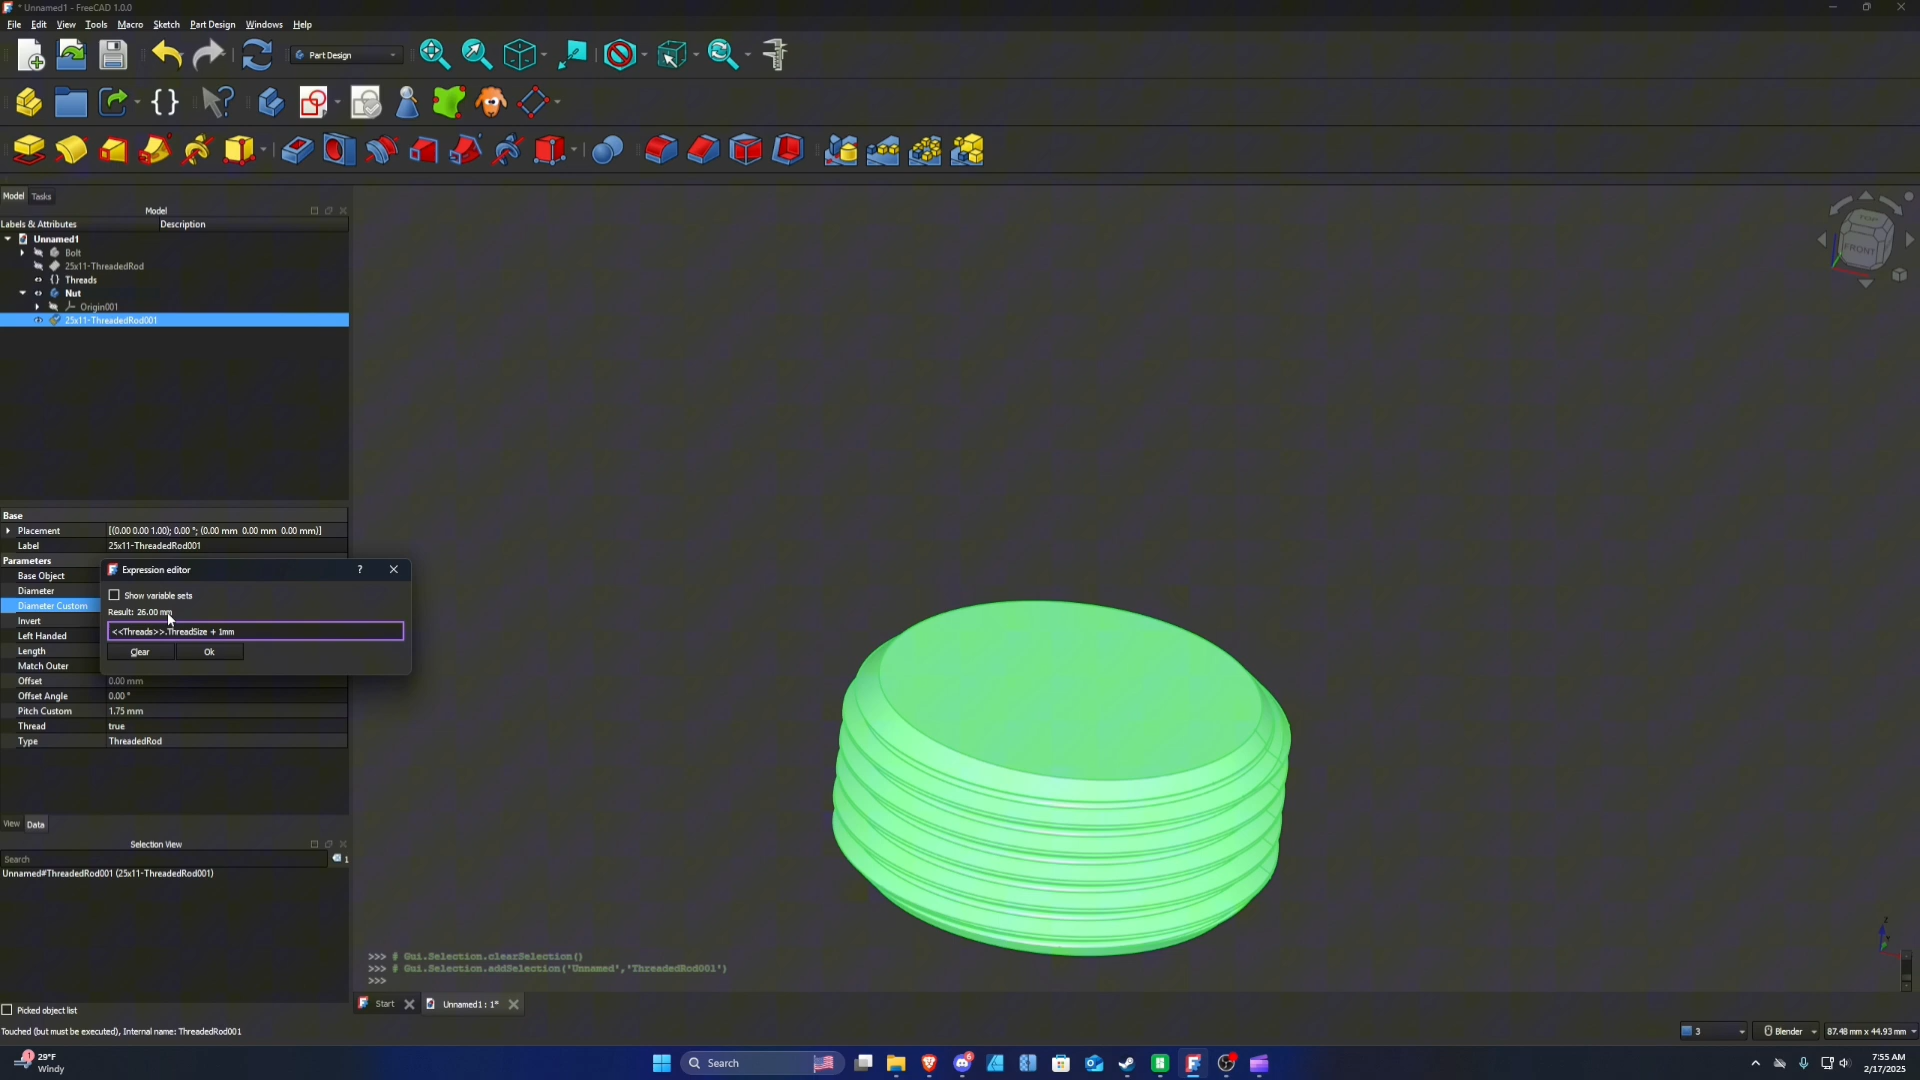 * Unnamed1 - FreeCAD 1.0.0
File Edit View Tools Macro Sketch Part Design Windows Help
Part Design
Model Tasks
Model
Labels & Attributes Description
Unnamed1
Bolt
25x11-ThreadedRod
Threads
Nut
Origin001
25x11-ThreadedRod001
TOP
FRONT
Base
Placement [(0.00 0.00 1.00); 0.00 °; (0.00 mm 0.00 mm 0.00 mm)]
Label 25x11-ThreadedRod001
Parameters
Base Object
Diameter
Diameter Custom
Invert
Left Handed
Length
Match Outer
Offset 0.00 mm
Offset Angle 0.00 °
Pitch Custom 1.75 mm
Thread true
Type ThreadedRod
Expression editor ?
Show variable sets
Result: 26.00 mm
<<Threads>>.ThreadSize + 1mm
Clear Ok
View Data
Selection View
Search 1
Unnamed#ThreadedRod001 (25x11-ThreadedRod001)
>>> # Gui.Selection.clearSelection()
>>> # Gui.Selection.addSelection('Unnamed','ThreadedRod001')
>>>
Start Unnamed1 : 1*
Picked object list
Touched (but must be executed), Internal name: ThreadedRod001
3 Blender 87.48 mm x 44.93 mm
Z
29°F
Windy
Search
7:55 AM
2/17/2025